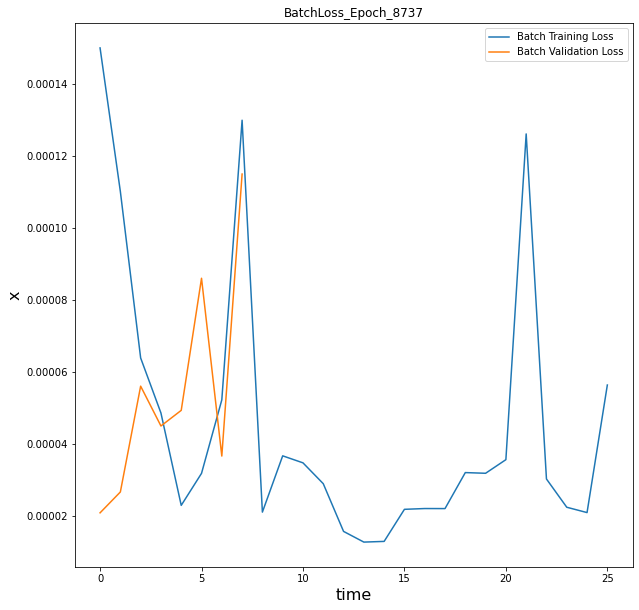 BatchLoss_Epoch_8737
Batch Training Loss
Batch Validation Loss
0.00014
0.00012
0.00010
0.00008
0.00006
0.00004
0.00002
x
0 5 10 15 20 25
time